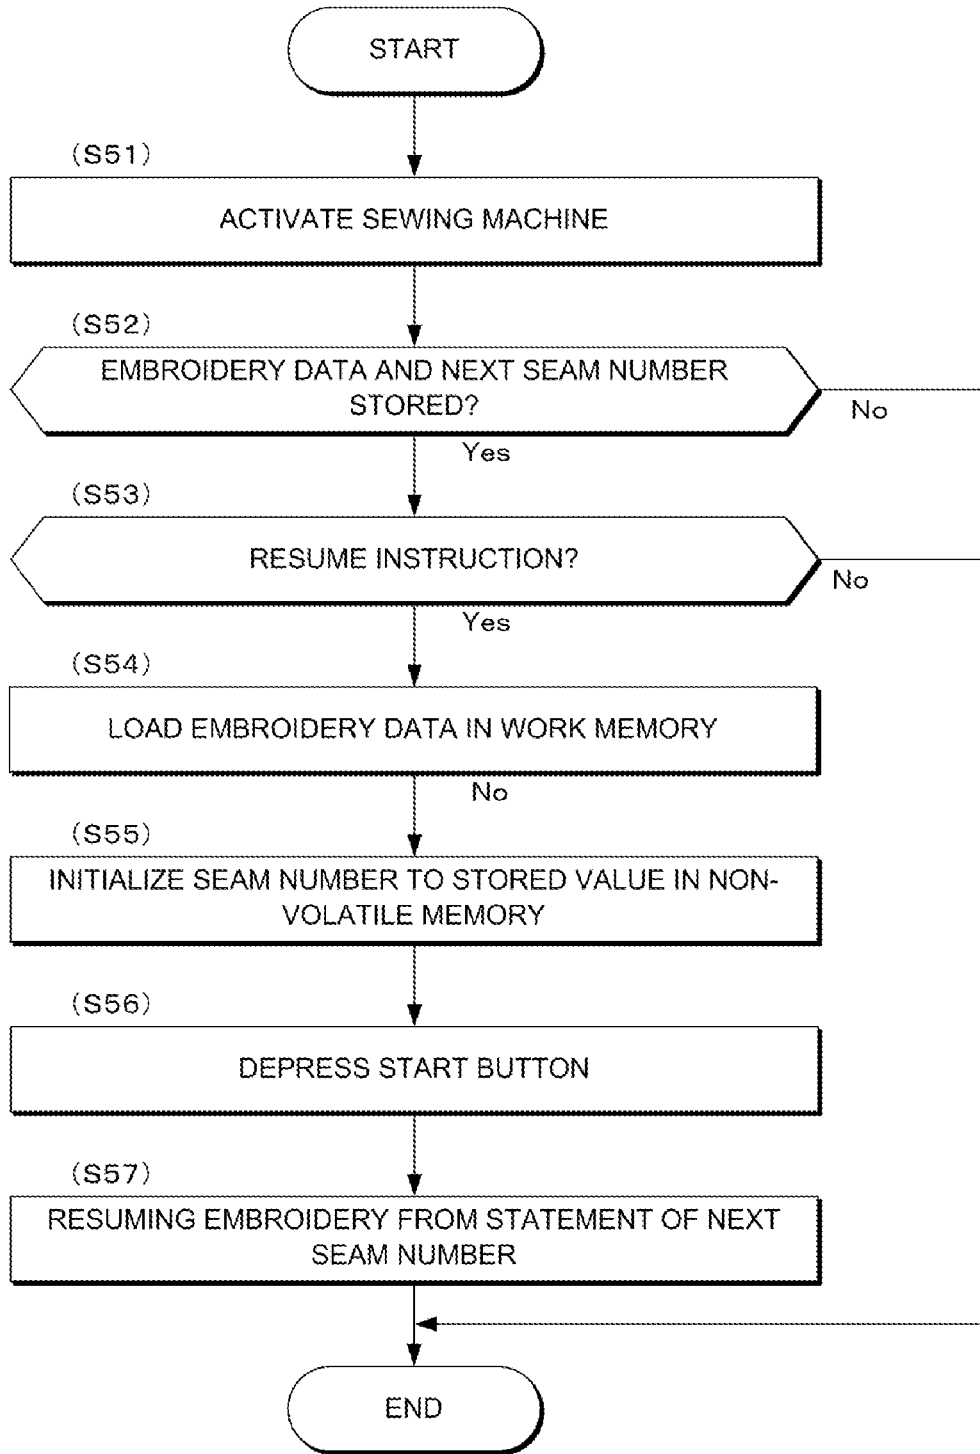 START
(S51)
ACTIVATE SEWING MACHINE
(S52)
EMBROIDERY DATA AND NEXT SEAM NUMBER
STORED?
No
Yes
(S53)
RESUME INSTRUCTION?
No
Yes
(S54)
LOAD EMBROIDERY DATA IN WORK MEMORY
No
(S55)
INITIALIZE SEAM NUMBER TO STORED VALUE IN NON-
VOLATILE MEMORY
(S56)
DEPRESS START BUTTON
(S57)
RESUMING EMBROIDERY FROM STATEMENT OF NEXT
SEAM NUMBER
END